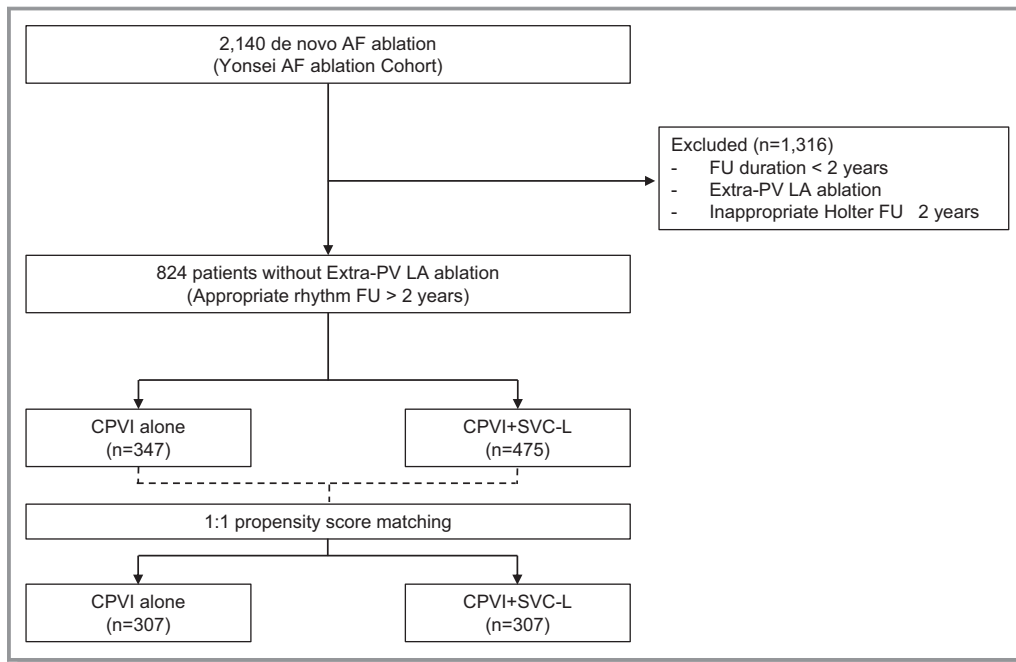 2,140 de novo AF ablation
(Yonsei AF ablation Cohort)
Excluded (n=1,316)
- FU duration < 2 years
- Extra-PV LA ablation
- Inappropriate Holter FU 2 years
824 patients without Extra-PV LA ablation
(Appropriate rhythm FU > 2 years)
CPVI alone
(n=347)
CPVI+SVC-L
(n=475)
1:1 propensity score matching
CPVI alone
(n=307)
CPVI+SVC-L
(n=307)